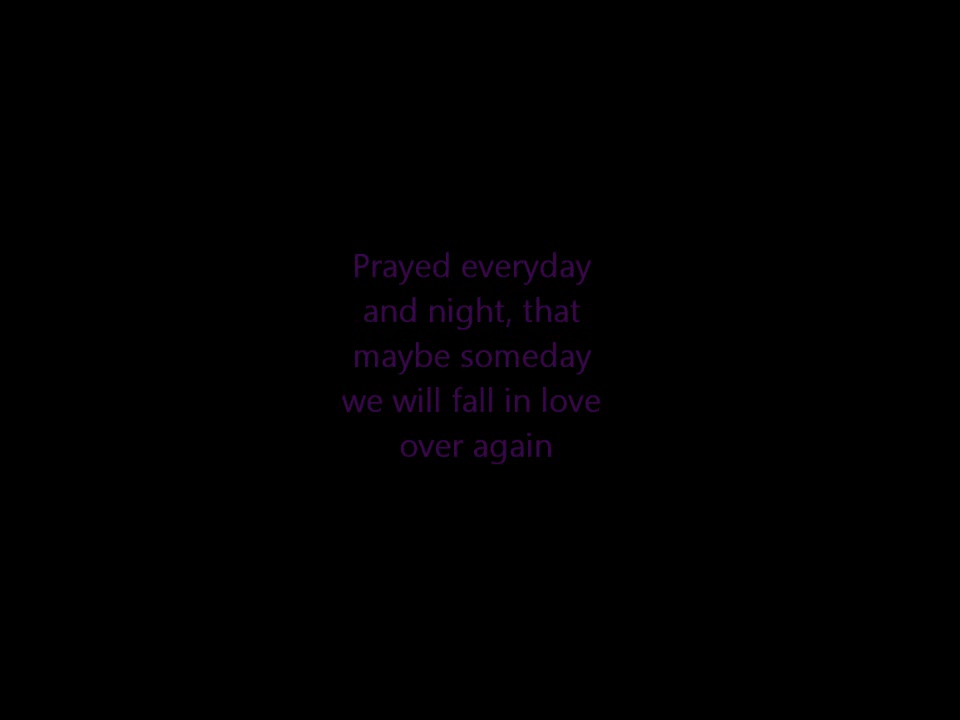 Prayed everyday
and night, that
maybe someday
we will fall in love
over again